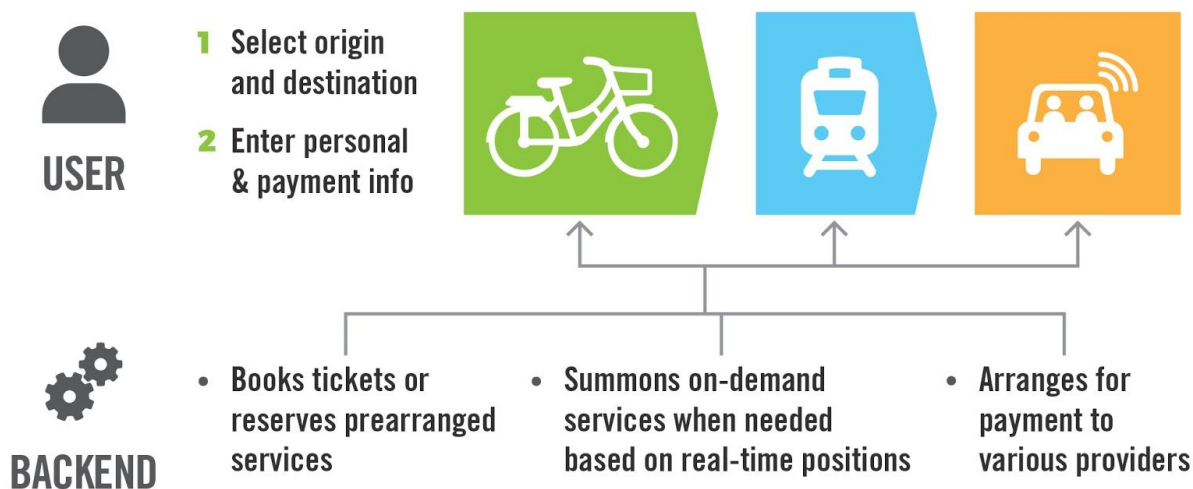 1 Select origin
and destination
2 Enter personal
& payment info
USER
Books tickets or
reserves prearranged
services
Summons on-demand
services when needed
based on real-time positions
Arranges for
payment to
various providers
BACKEND